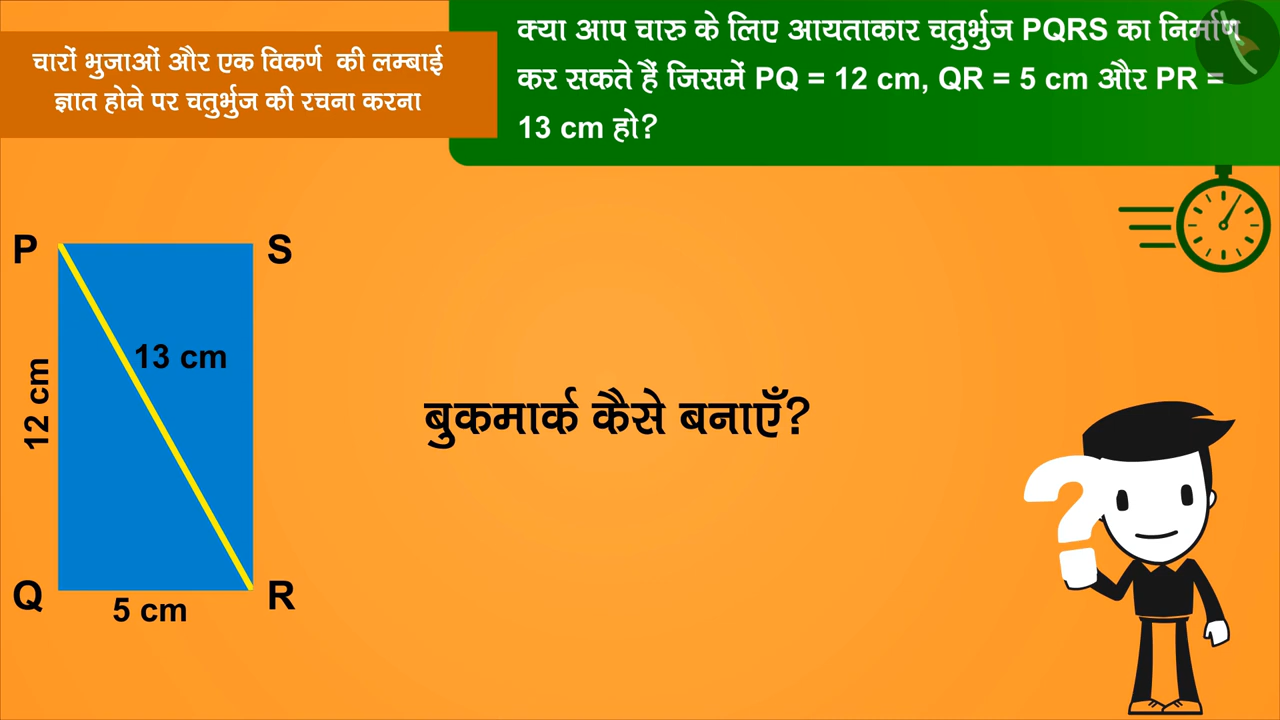 चारों भुजाओं और एक विकर्ण की लम्बाई
ज्ञात होने पर चतुर्भुज की रचना करना
क्या आप चारु के लिए आयताकार चतुर्भुज PQRS का निर्माण
कर सकते हैं जिसमें PQ = 12 cm, QR = 5 cm और PR =
13 cm हो?
P
S
13 cm
12 cm
बुकमार्क कैसे बनाएँ?
Q
R
5 cm